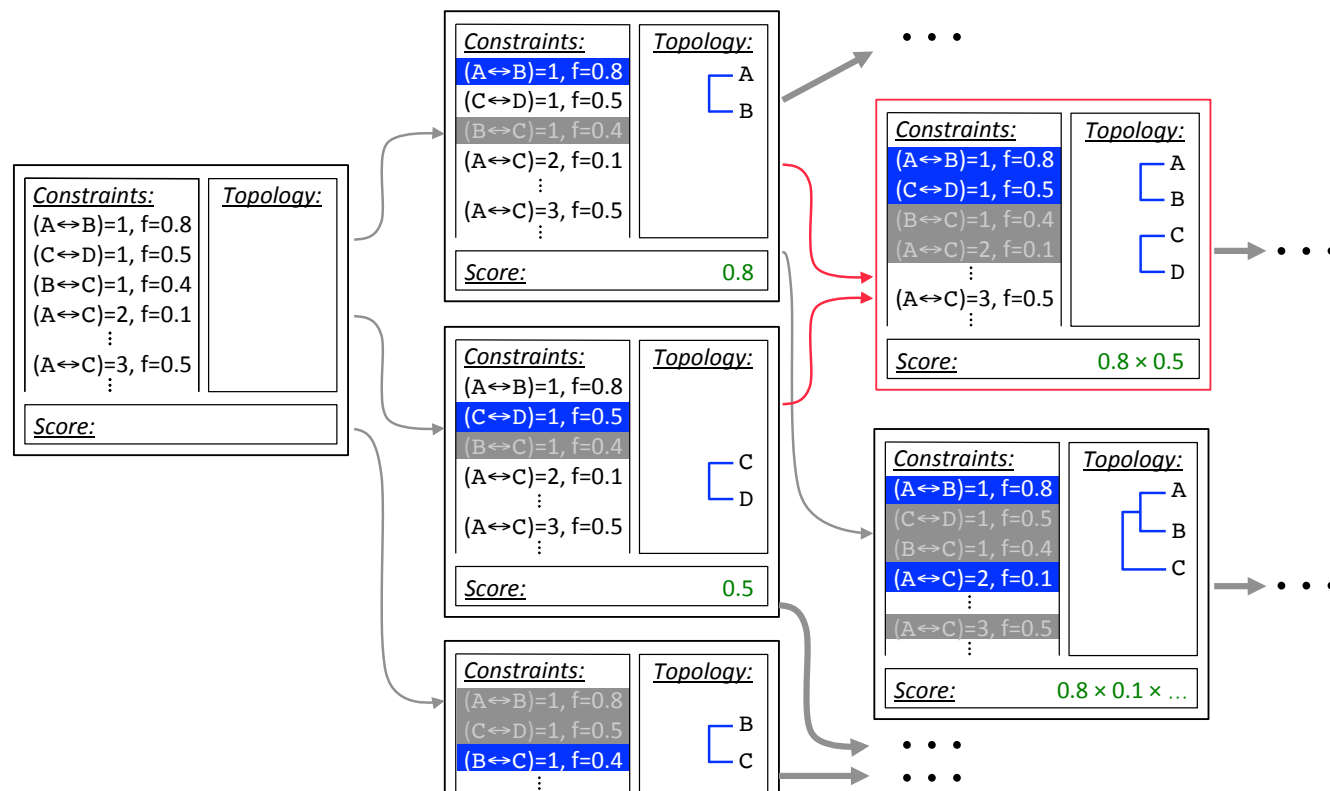 Constraints:
(A↔B)=1, f=0.8
(C↔D)=1, f=0.5
(B↔C)=1, f=0.4
(A↔C)=2, f=0.1
⋮
(A↔C)=3, f=0.5
⋮
Topology:
Score:
Constraints:
(A↔B)=1, f=0.8
(C↔D)=1, f=0.5
(B↔C)=1, f=0.4
(A↔C)=2, f=0.1
⋮
(A↔C)=3, f=0.5
⋮
Topology:
A
B
Score: 0.8
Constraints:
(A↔B)=1, f=0.8
(C↔D)=1, f=0.5
(B↔C)=1, f=0.4
(A↔C)=2, f=0.1
⋮
(A↔C)=3, f=0.5
⋮
Topology:
C
D
Score: 0.5
Constraints:
(A↔B)=1, f=0.8
(C↔D)=1, f=0.5
(B↔C)=1, f=0.4
⋮
Topology:
B
C
• • •
Constraints:
(A↔B)=1, f=0.8
(C↔D)=1, f=0.5
(B↔C)=1, f=0.4
(A↔C)=2, f=0.1
⋮
(A↔C)=3, f=0.5
⋮
Topology:
A
B
C
D
Score: 0.8 × 0.5
• • •
Constraints:
(A↔B)=1, f=0.8
(C↔D)=1, f=0.5
(B↔C)=1, f=0.4
(A↔C)=2, f=0.1
⋮
(A↔C)=3, f=0.5
⋮
Topology:
A
B
C
Score: 0.8 × 0.1 × ...
• • •
• • •
• • •